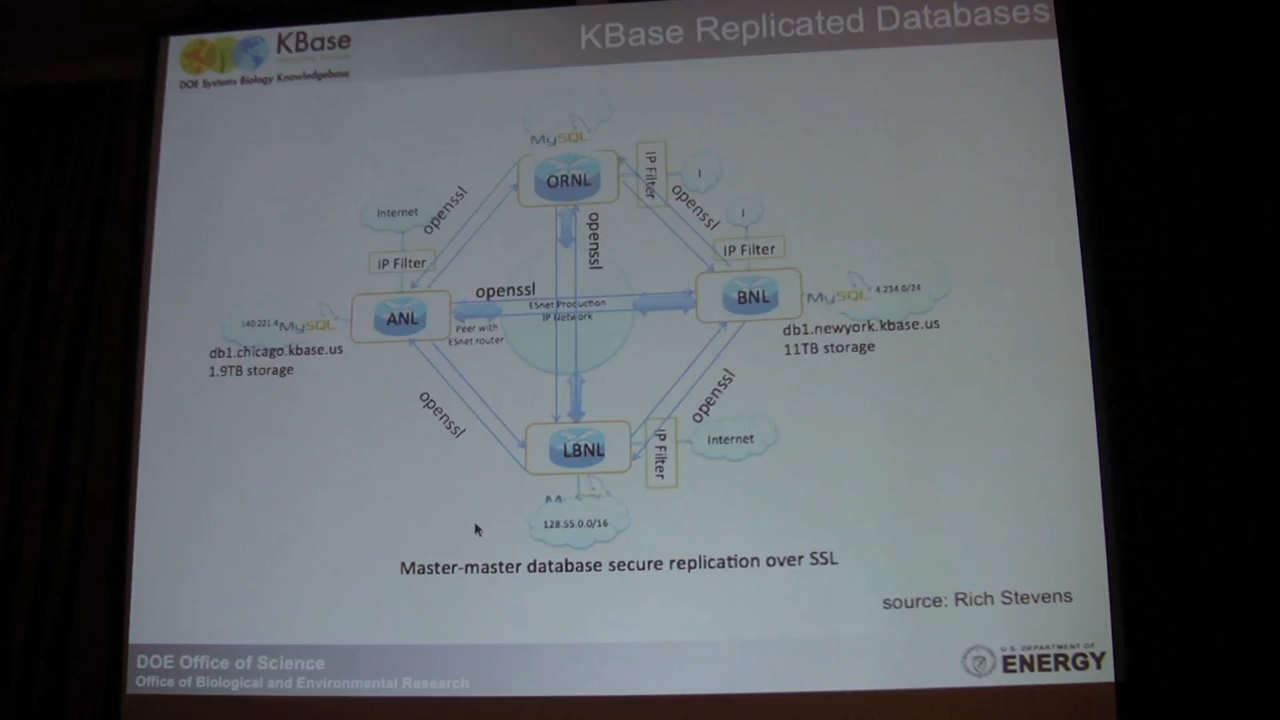 KBase
DOE Systems Biology Knowledgebase
KBase Replicated Databases
MySQL
ORNL
IP Filter
I
openssl
openssl
openssl
Internet
IP Filter
I
IP Filter
openssl
ESnet Production
IP Network
ANL
BNL
Peer with
ESnet router
140.221.4
MySQL
db1.chicago.kbase.us
1.9TB storage
MySQL
4.234.0/24
db1.newyork.kbase.us
11TB storage
openssl
openssl
LBNL
IP Filter
Internet
128.55.0.0/16
Master-master database secure replication over SSL
source: Rich Stevens
DOE Office of Science
Office of Biological and Environmental Research
U.S. DEPARTMENT OF
ENERGY